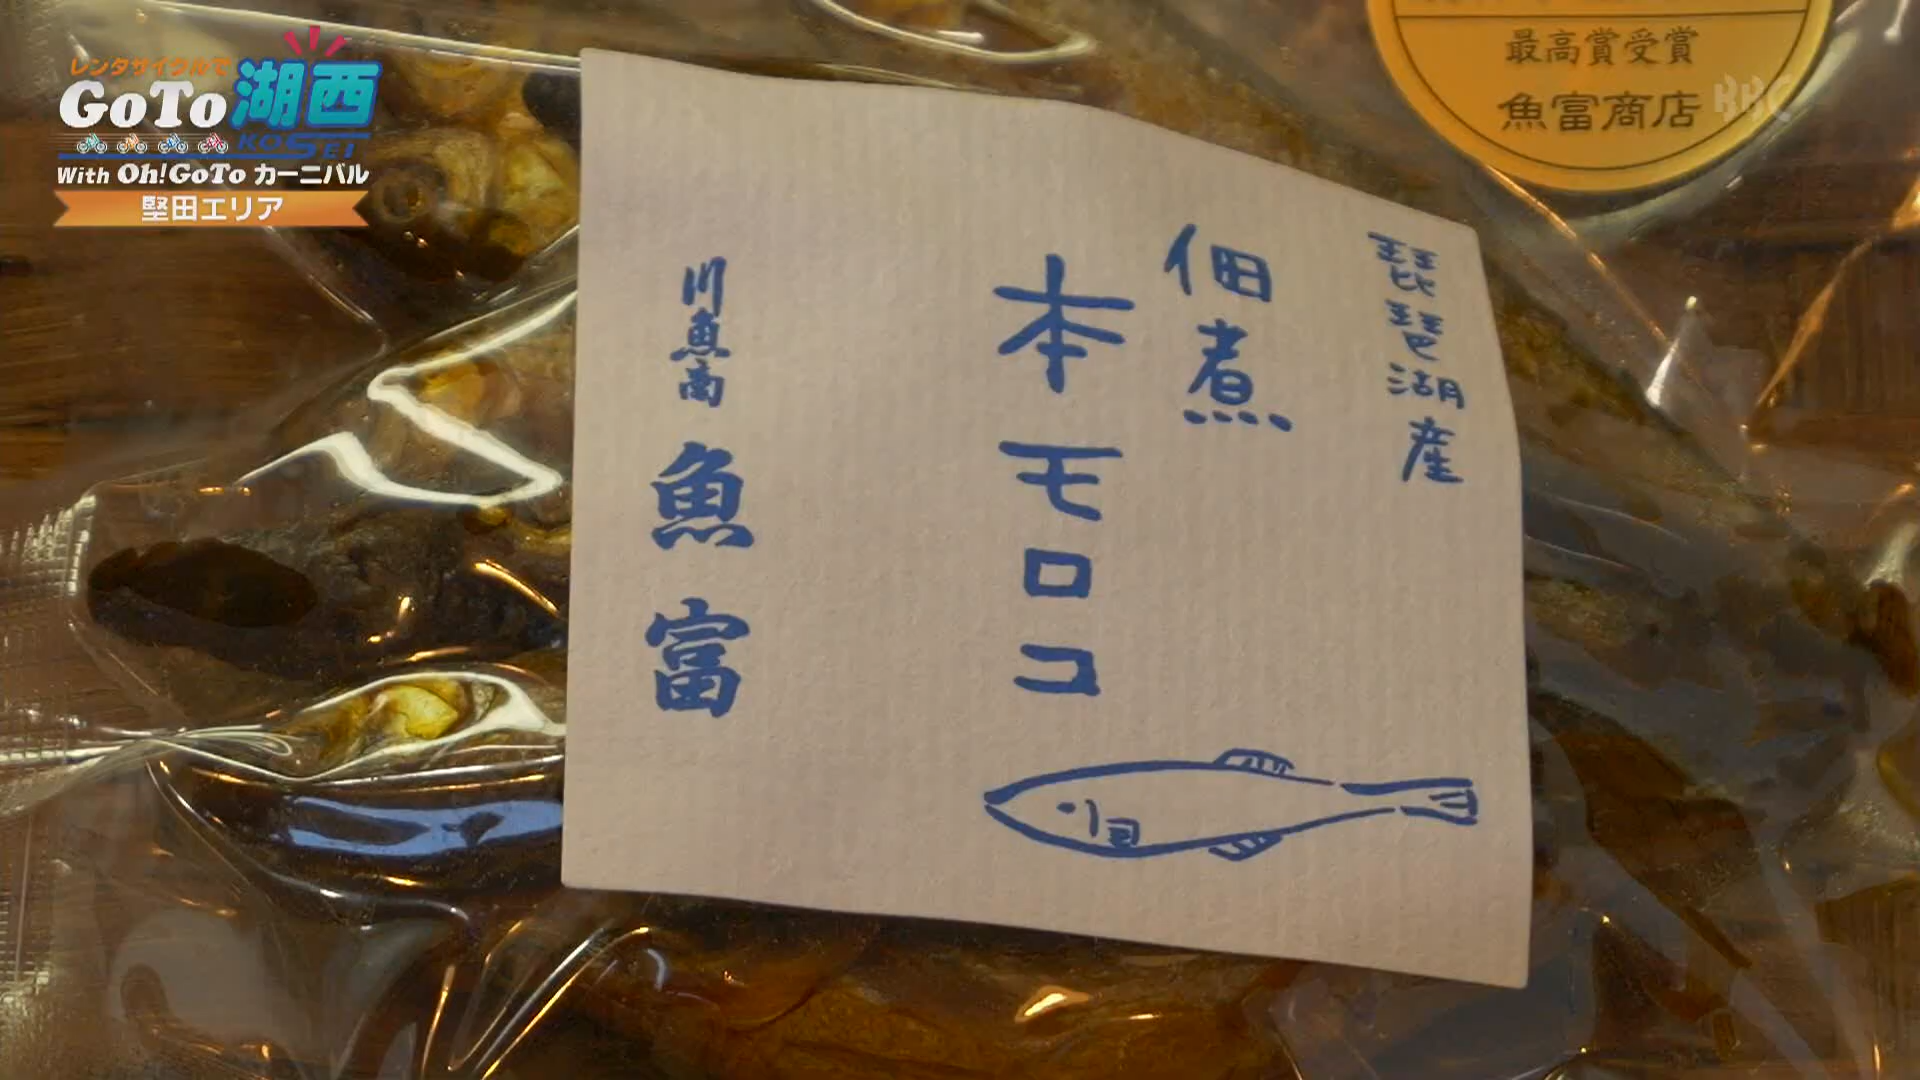 レンタサイクルで
GoTo湖西
KOSEI
With Oh!GoTo カーニバル
堅田エリア
最高賞受賞
魚富商店
BBC
琵琶湖産
佃煮
本モロコ
川魚商
魚富